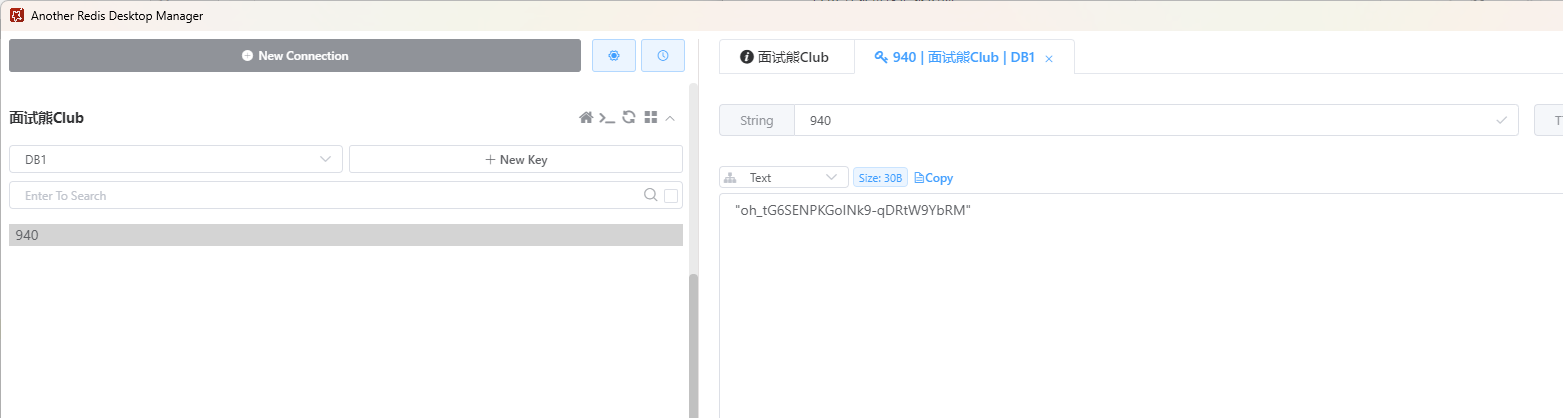 Another Redis Desktop Manager
New Connection
面试熊Club
940 | 面试熊Club | DB1
面试熊Club
String
940
DB1
New Key
Text
Size: 30B
Copy
Enter To Search
"oh_tG6SENPKGoINk9-qDRtW9YbRM"
940